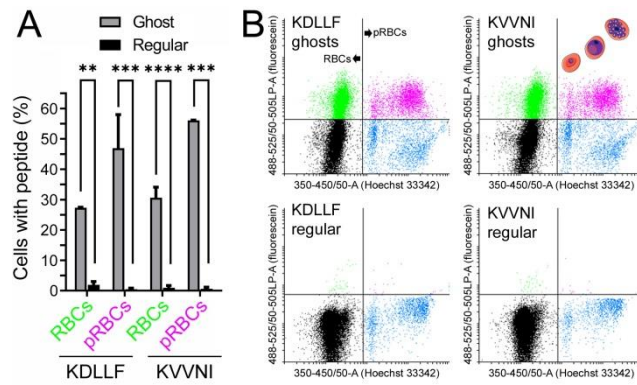 A
Ghost
Regular
** *** **** ***
Cells with peptide (%)
60
50
40
30
20
10
0
RBCs pRBCs RBCs pRBCs
KDLLF KVVNI
B
KDLLF
ghosts
pRBCs
RBCs
488-525/50-505LP-A (fluorescein)
350-450/50-A (Hoechst 33342)
KVVNI
ghosts
488-525/50-505LP-A (fluorescein)
350-450/50-A (Hoechst 33342)
KDLLF
regular
488-525/50-505LP-A (fluorescein)
350-450/50-A (Hoechst 33342)
KVVNI
regular
488-525/50-505LP-A (fluorescein)
350-450/50-A (Hoechst 33342)